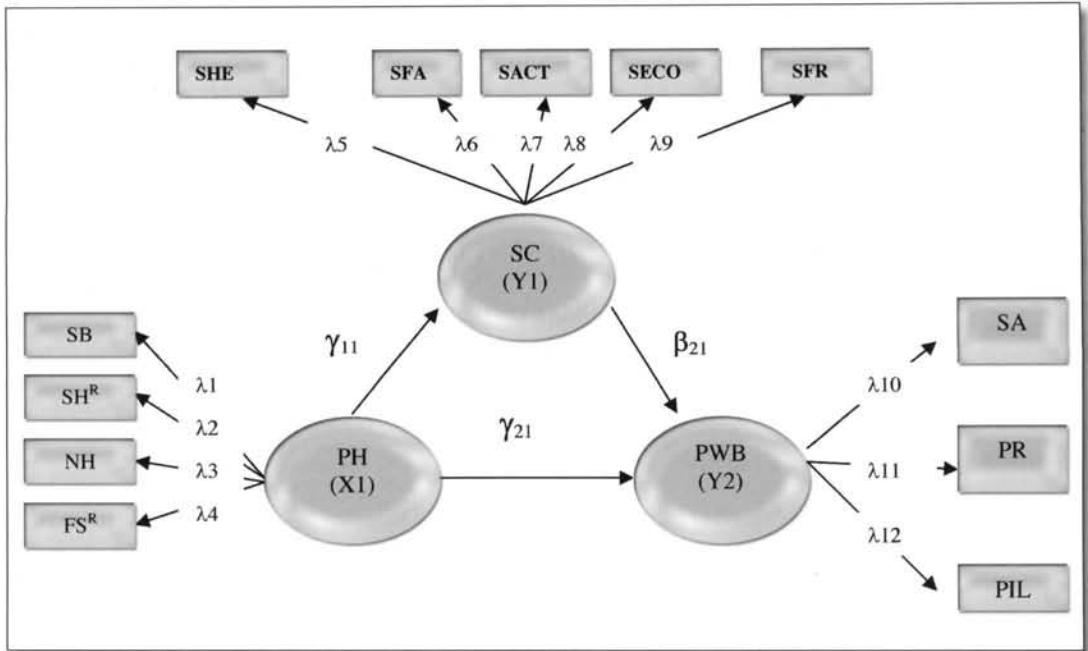 SHE SFA SACT SECO SFR
λ5 λ6 λ7 λ8 λ9
SC
(Y1)
SB
SHᴿ
NH
FSᴿ
λ1
λ2
λ3
λ4
γ₁₁
β₂₁
γ₂₁
PH
(X1)
PWB
(Y2)
λ10
λ11
λ12
SA
PR
PIL